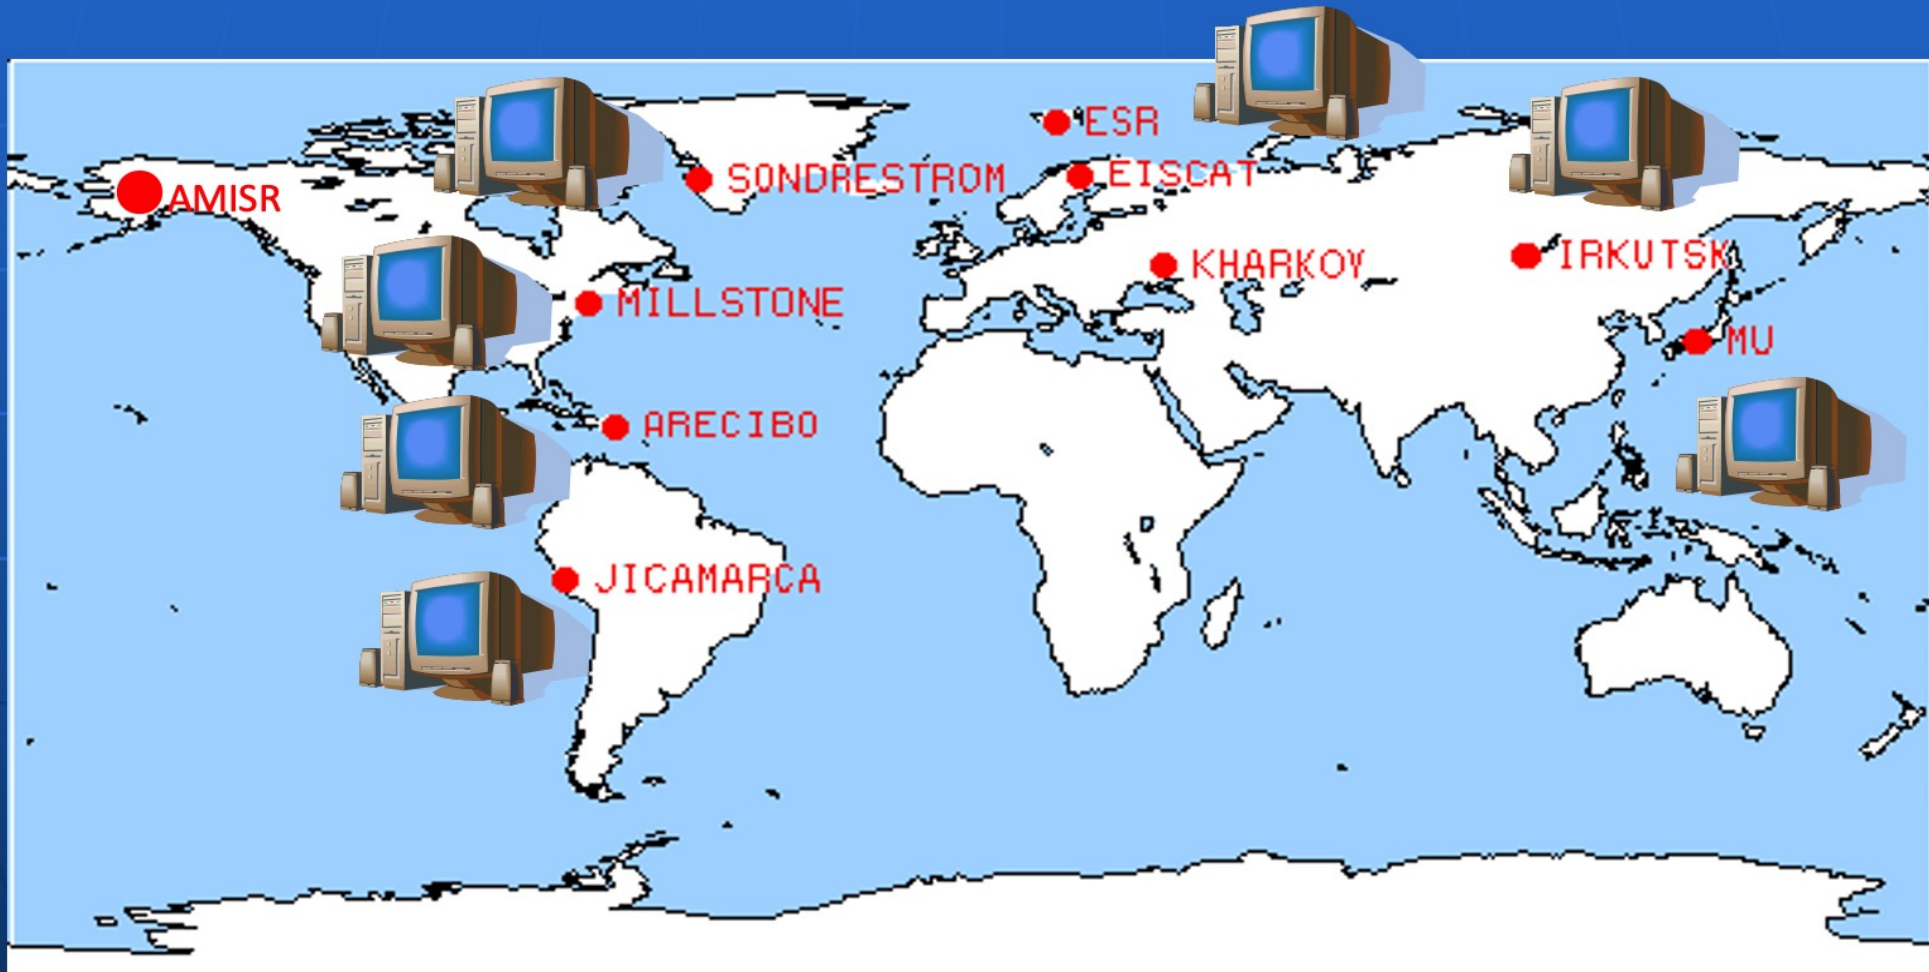 ESR
SONDRESTROM
EISCAT
AMISR
KHARKOV
IRKUTSK
MILLSTONE
MU
ARECIBO
JICAMARCA